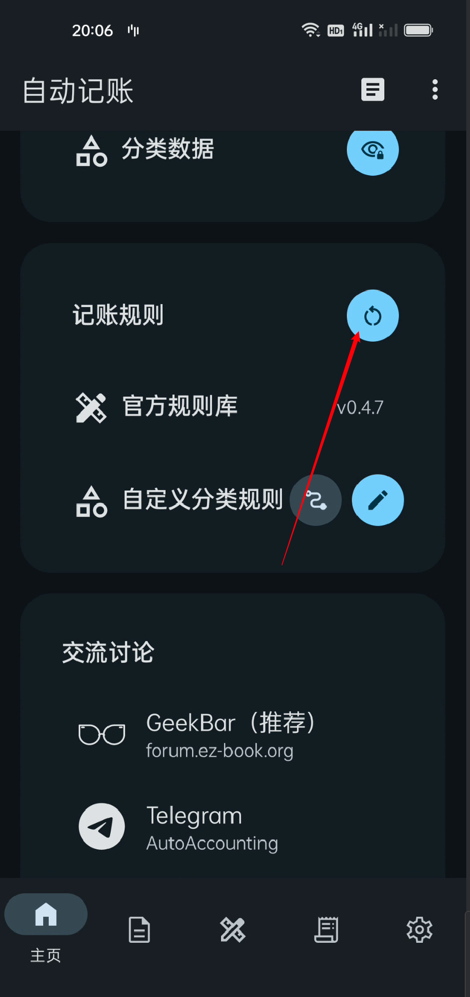 20:06
HD1
4G
自动记账
分类数据
记账规则
官方规则库
v0.4.7
自定义分类规则
交流讨论
GeekBar（推荐）
forum.ez-book.org
Telegram
AutoAccounting
主页